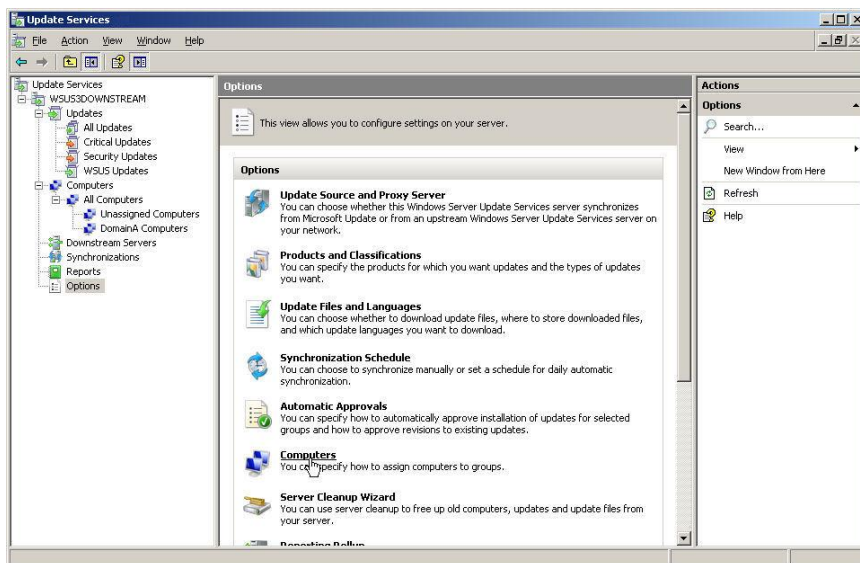 Update Services
File Action View Window Help
Update Services
WSUS3DOWNSTREAM
Updates
All Updates
Critical Updates
Security Updates
WSUS Updates
Computers
All Computers
Unassigned Computers
DomainA Computers
Downstream Servers
Synchronizations
Reports
Options
Options
This view allows you to configure settings on your server.
Options
Update Source and Proxy Server
You can choose whether this Windows Server Update Services server synchronizes
from Microsoft Update or from an upstream Windows Server Update Services server on
your network.
Products and Classifications
You can specify the products for which you want updates and the types of updates
you want.
Update Files and Languages
You can choose whether to download update files, where to store downloaded files,
and which update languages you want to download.
Synchronization Schedule
You can choose to synchronize manually or set a schedule for daily automatic
synchronization.
Automatic Approvals
You can specify how to automatically approve installation of updates for selected
groups and how to approve revisions to existing updates.
Computers
You can specify how to assign computers to groups.
Server Cleanup Wizard
You can use server cleanup to free up old computers, updates and update files from
your server.
Reporting Rollup
Actions
Options
Search...
View
New Window from Here
Refresh
Help